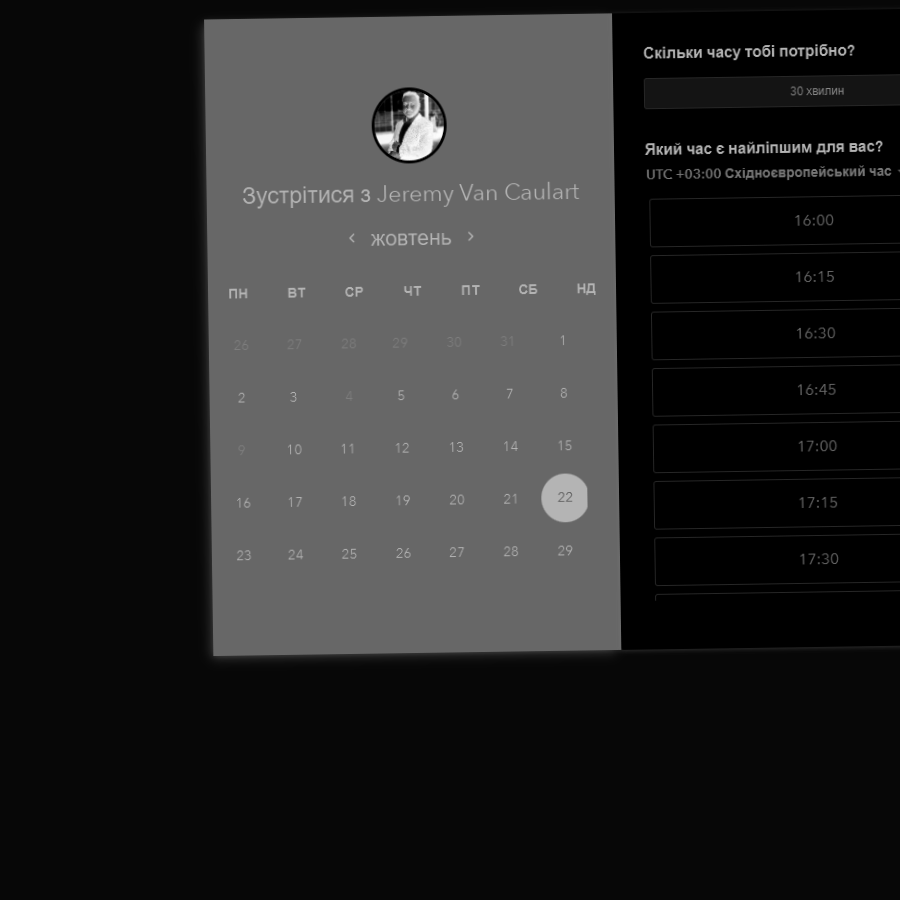 Зустрітися з Jeremy Van Caulart
жовтень
ПН ВТ СР ЧТ ПТ СБ НД
26 27 28 29 30 31 1
2 3 4 5 6 7 8
9 10 11 12 13 14 15
16 17 18 19 20 21 22
23 24 25 26 27 28 29
Скільки часу тобі потрібно?
30 хвилин
Який час є найліпшим для вас?
UTC +03:00 Східноєвропейський час
16:00
16:15
16:30
16:45
17:00
17:15
17:30